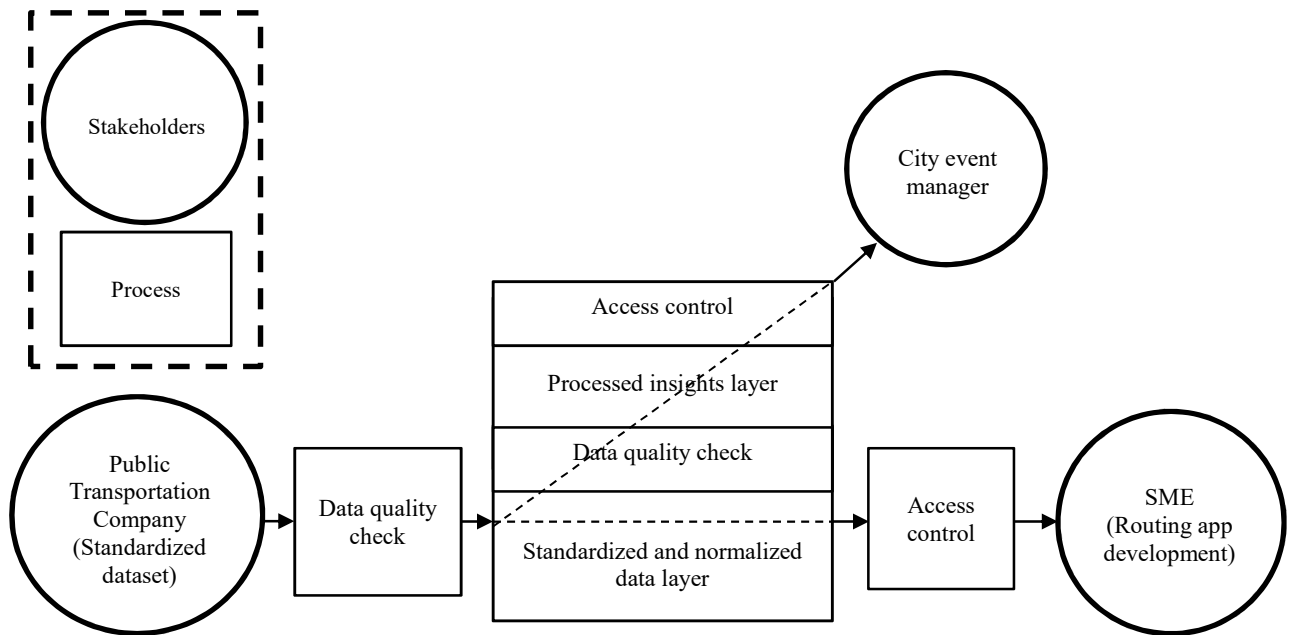 Stakeholders
Process
City event
manager
Access control
Processed insights layer
Data quality check
Standardized and normalized
data layer
Public
Transportation
Company
(Standardized
dataset)
Data quality
check
Access
control
SME
(Routing app
development)